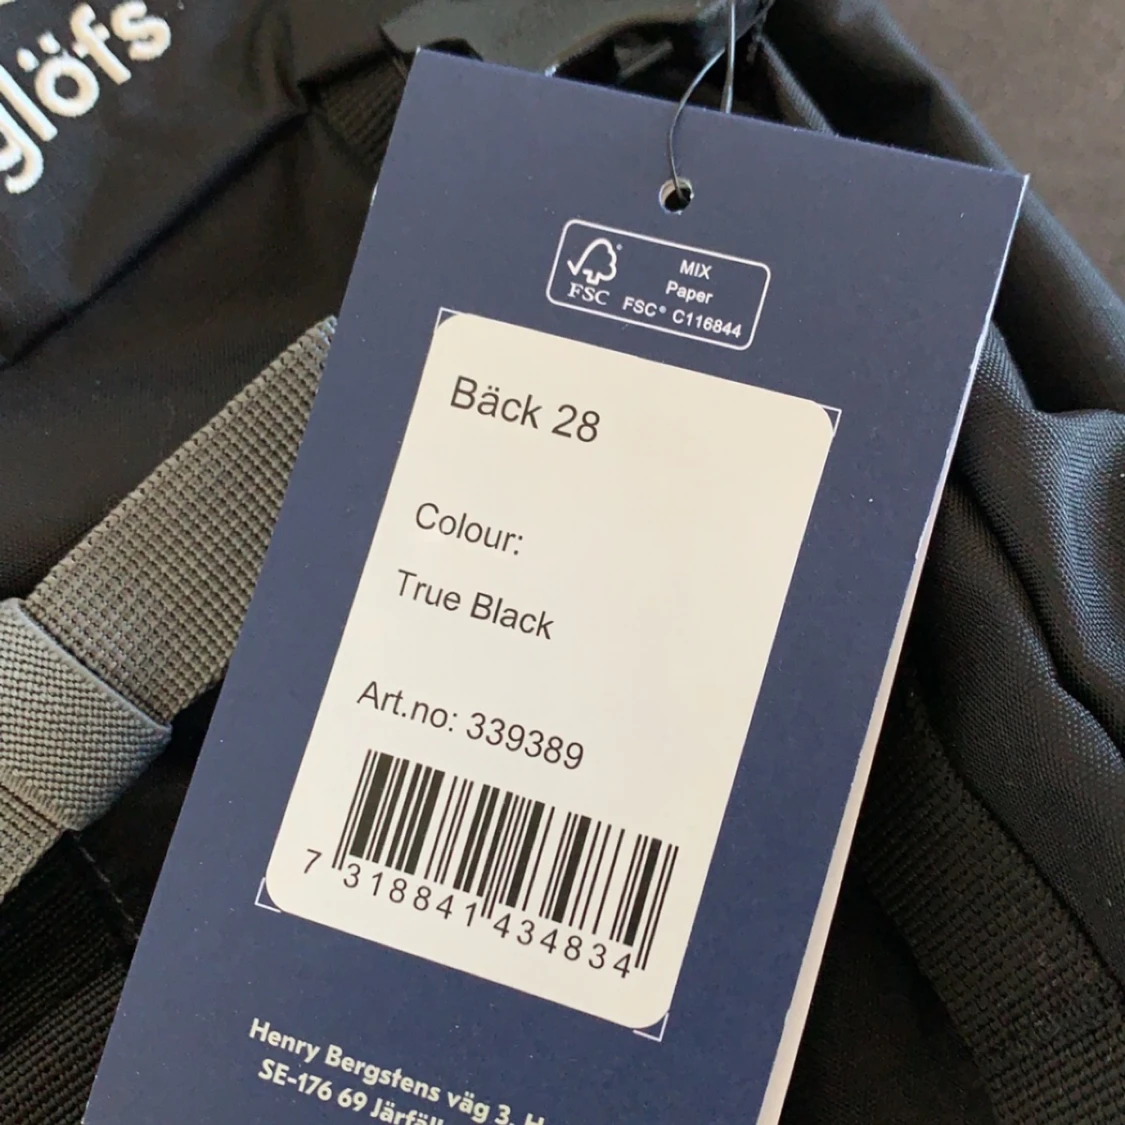 glöfs
FSC
MIX
Paper
FSC® C116844
Bäck 28
Colour:
True Black
Art.no: 339389
7 318841 434834
Henry Bergstens väg 3, H
SE-176 69 Järfäll